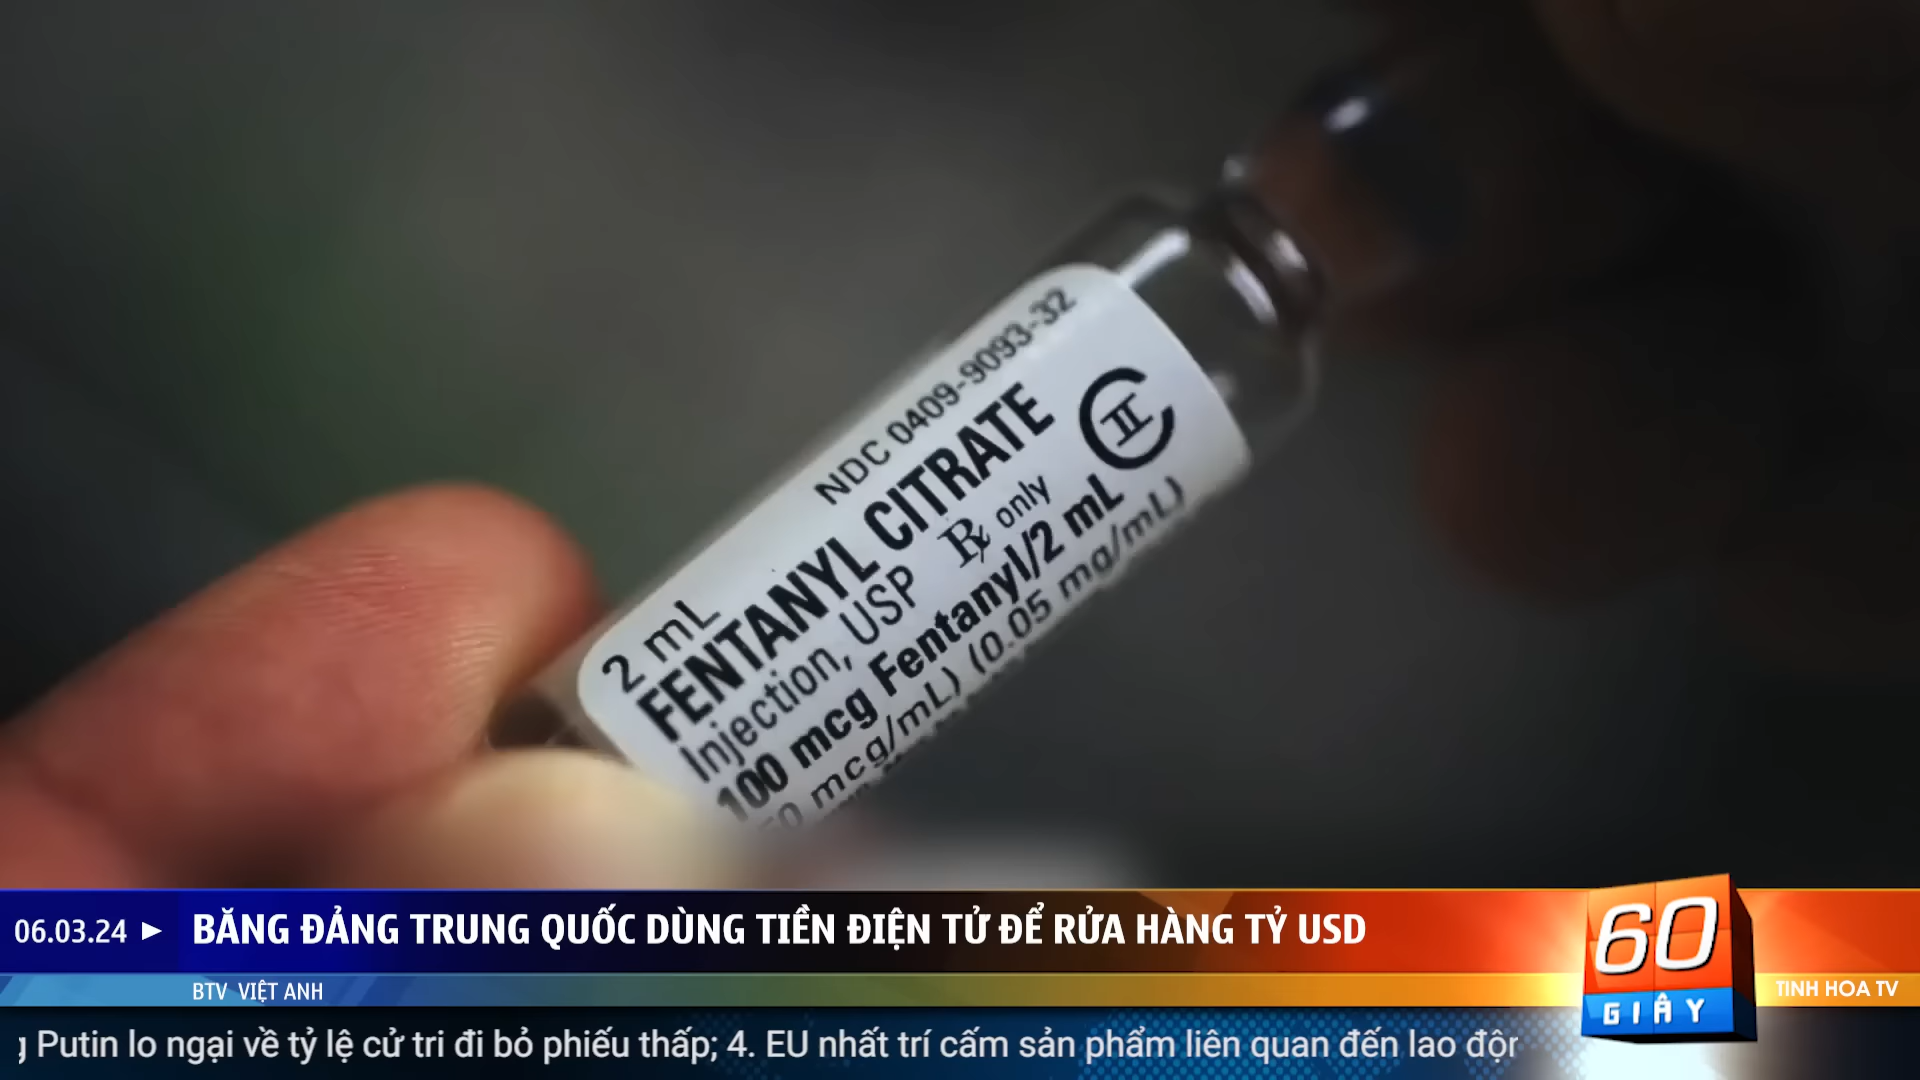 NDC 0409-9093-32
2 mL
FENTANYL CITRATE
CII
Injection, USP
℞ only
100 mcg Fentanyl/2 mL
mcg/mL) (0.05 mg/mL)
06.03.24 ► BĂNG ĐẢNG TRUNG QUỐC DÙNG TIỀN ĐIỆN TỬ ĐỂ RỬA HÀNG TỶ USD
BTV VIỆT ANH
60
GIÂY
TINH HOA TV
Putin lo ngại về tỷ lệ cử tri đi bỏ phiếu thấp; 4. EU nhất trí cấm sản phẩm liên quan đến lao độn